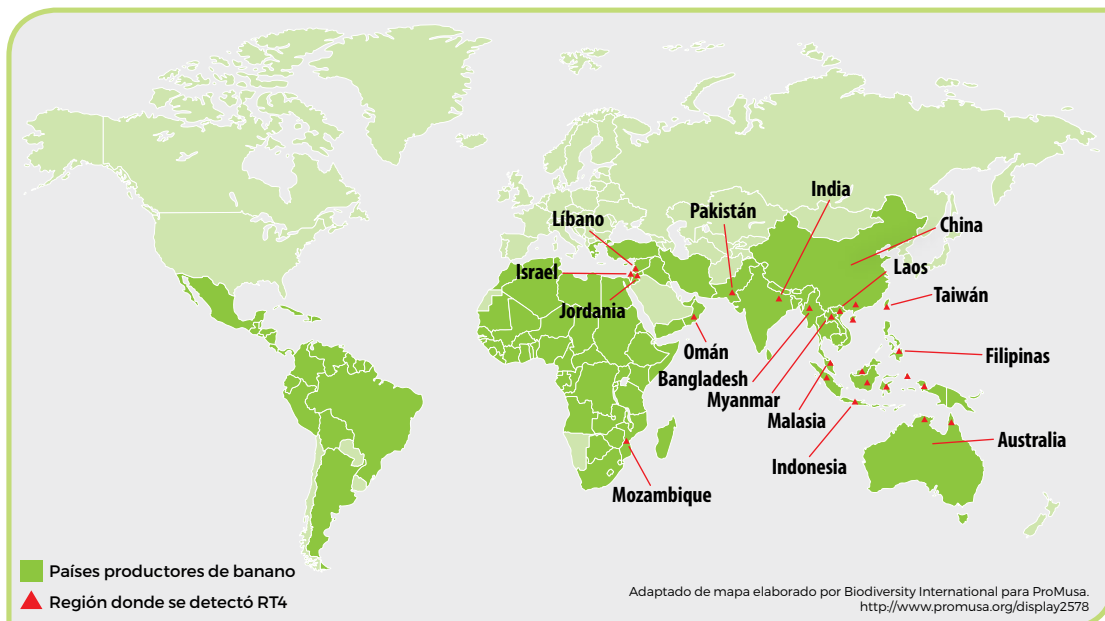 India
Pakistán
Líbano
China
Israel
Laos
Jordania
Taiwán
Omán
Filipinas
Bangladesh
Myanmar
Malasia
Australia
Indonesia
Mozambique
Países productores de banano
Región donde se detectó RT4
Adaptado de mapa elaborado por Biodiversity International para ProMusa.
http://www.promusa.org/display2578